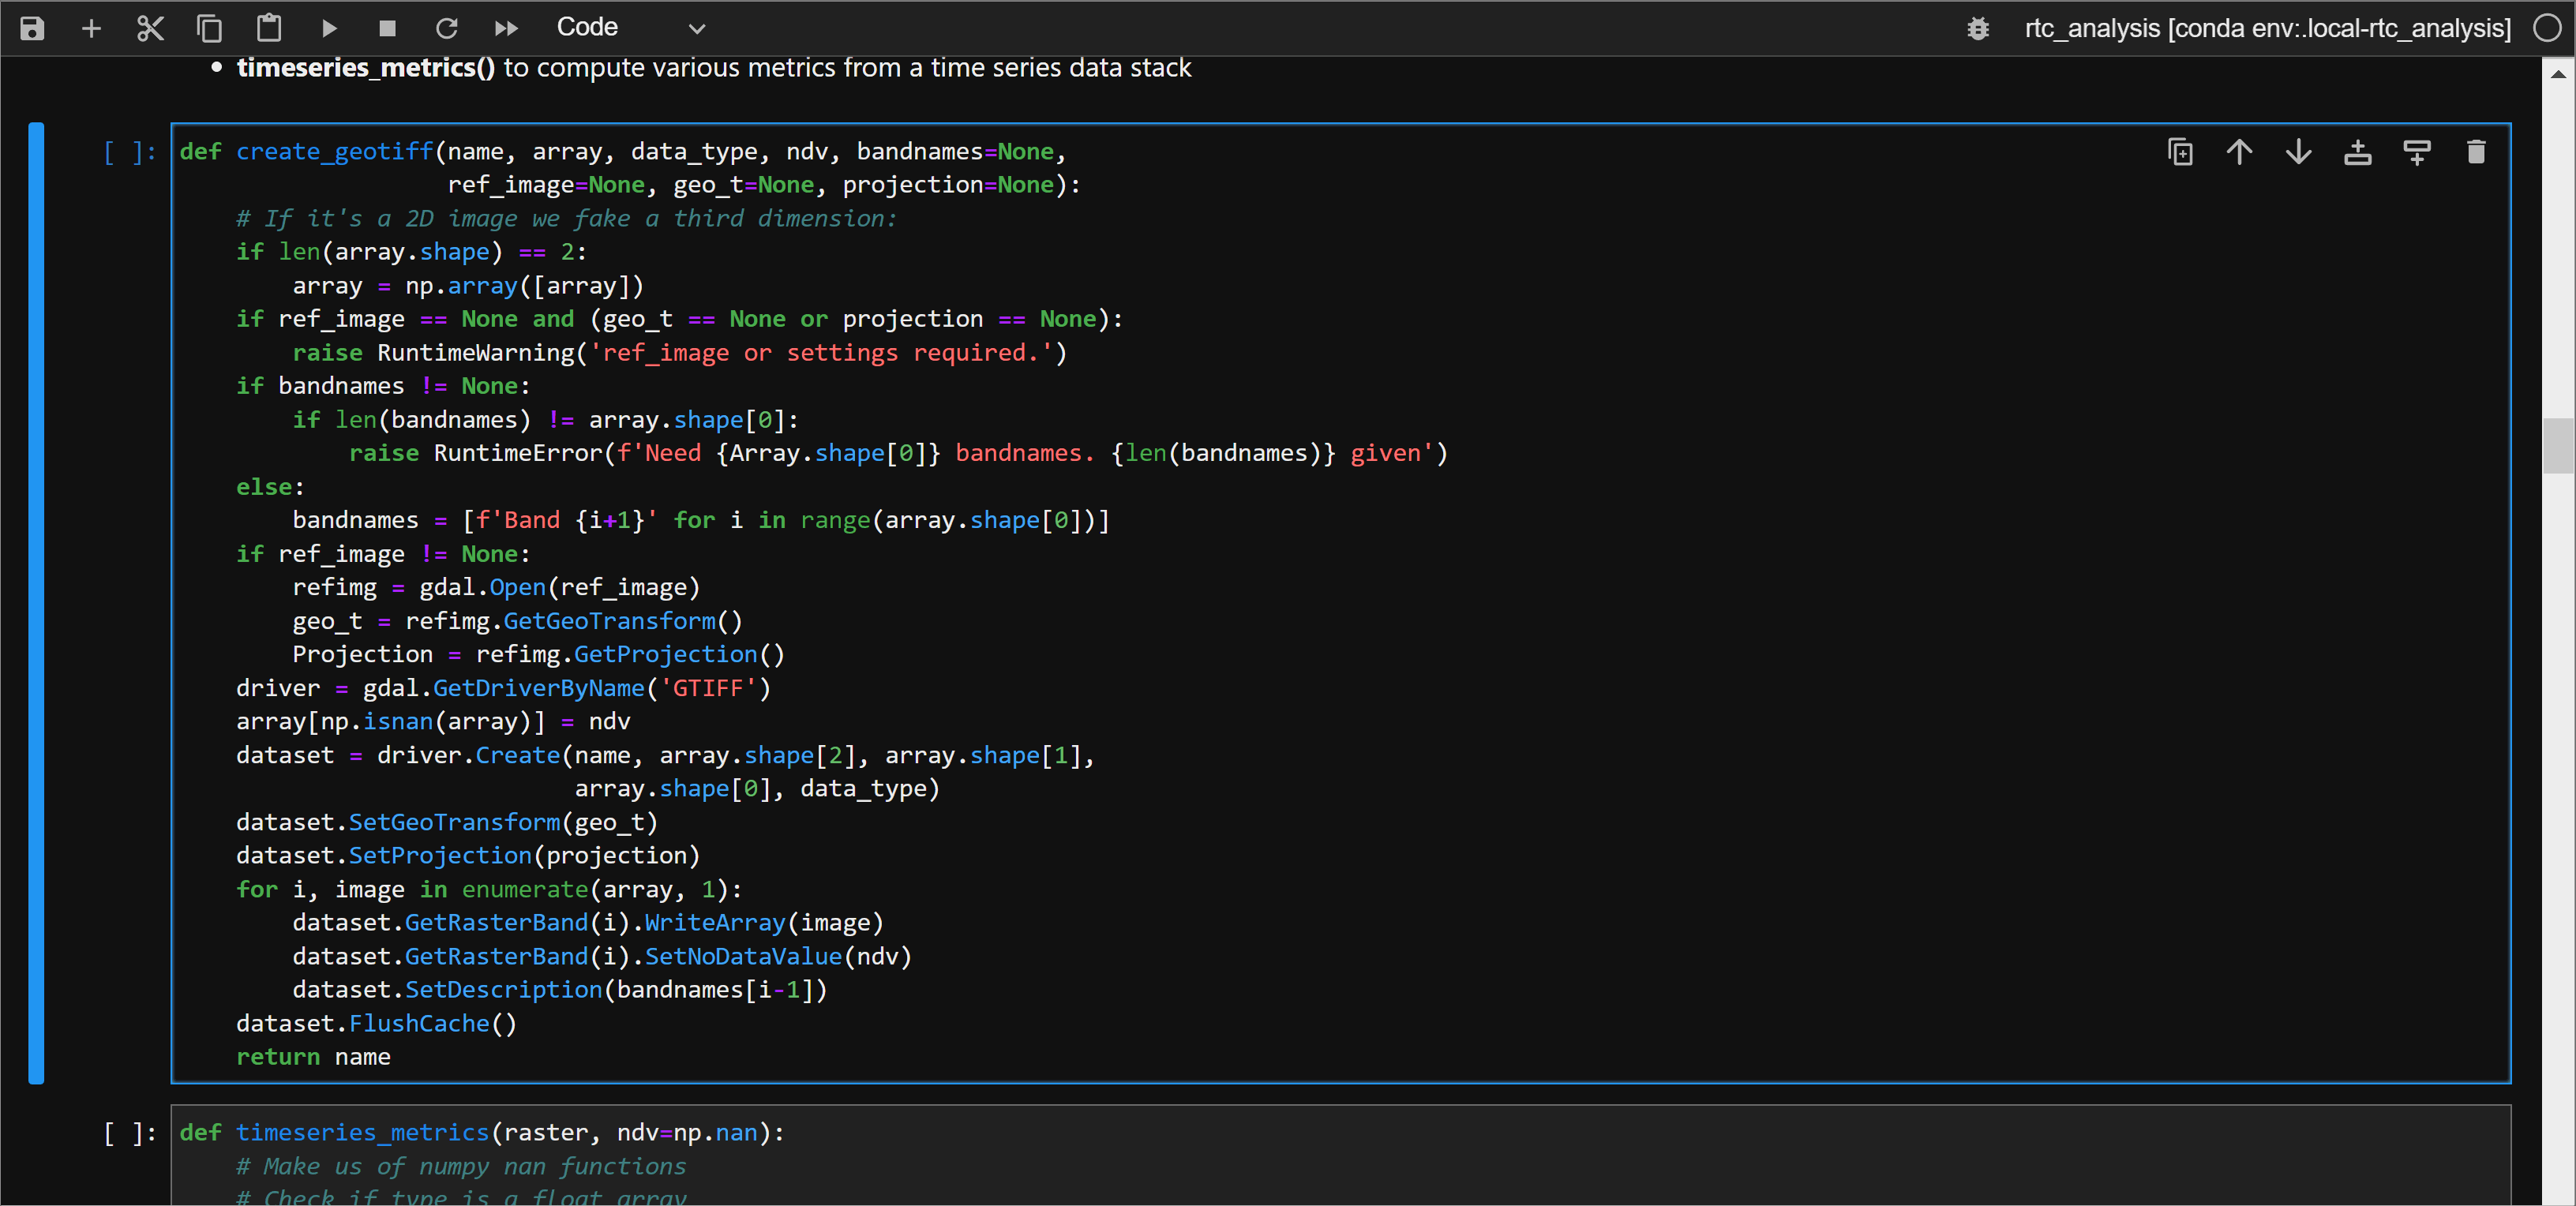 Code
rtc_analysis [conda env:.local-rtc_analysis]
• timeseries_metrics() to compute various metrics from a time series data stack
[ ]: def create_geotiff(name, array, data_type, ndv, bandnames=None,
                   ref_image=None, geo_t=None, projection=None):
    # If it's a 2D image we fake a third dimension:
    if len(array.shape) == 2:
        array = np.array([array])
    if ref_image == None and (geo_t == None or projection == None):
        raise RuntimeWarning('ref_image or settings required.')
    if bandnames != None:
        if len(bandnames) != array.shape[0]:
            raise RuntimeError(f'Need {Array.shape[0]} bandnames. {len(bandnames)} given')
    else:
        bandnames = [f'Band {i+1}' for i in range(array.shape[0])]
    if ref_image != None:
        refimg = gdal.Open(ref_image)
        geo_t = refimg.GetGeoTransform()
        Projection = refimg.GetProjection()
    driver = gdal.GetDriverByName('GTIFF')
    array[np.isnan(array)] = ndv
    dataset = driver.Create(name, array.shape[2], array.shape[1],
                            array.shape[0], data_type)
    dataset.SetGeoTransform(geo_t)
    dataset.SetProjection(projection)
    for i, image in enumerate(array, 1):
        dataset.GetRasterBand(i).WriteArray(image)
        dataset.GetRasterBand(i).SetNoDataValue(ndv)
        dataset.SetDescription(bandnames[i-1])
    dataset.FlushCache()
    return name
[ ]: def timeseries_metrics(raster, ndv=np.nan):
    # Make us of numpy nan functions
    # Check if type is a float array